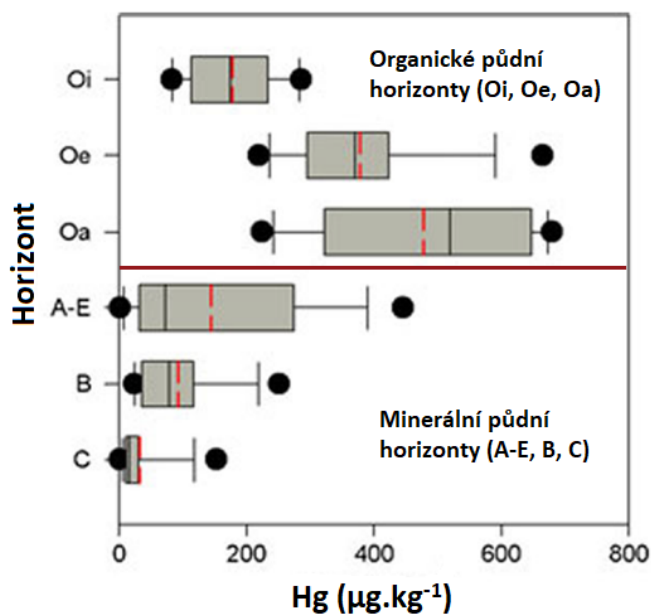 Organické půdní
horizonty (Oi, Oe, Oa)
Oi
Oe
Oa
A-E
B
C
Horizont
Minerální půdní
horizonty (A-E, B, C)
0 200 400 600 800
Hg (µg.kg⁻¹)